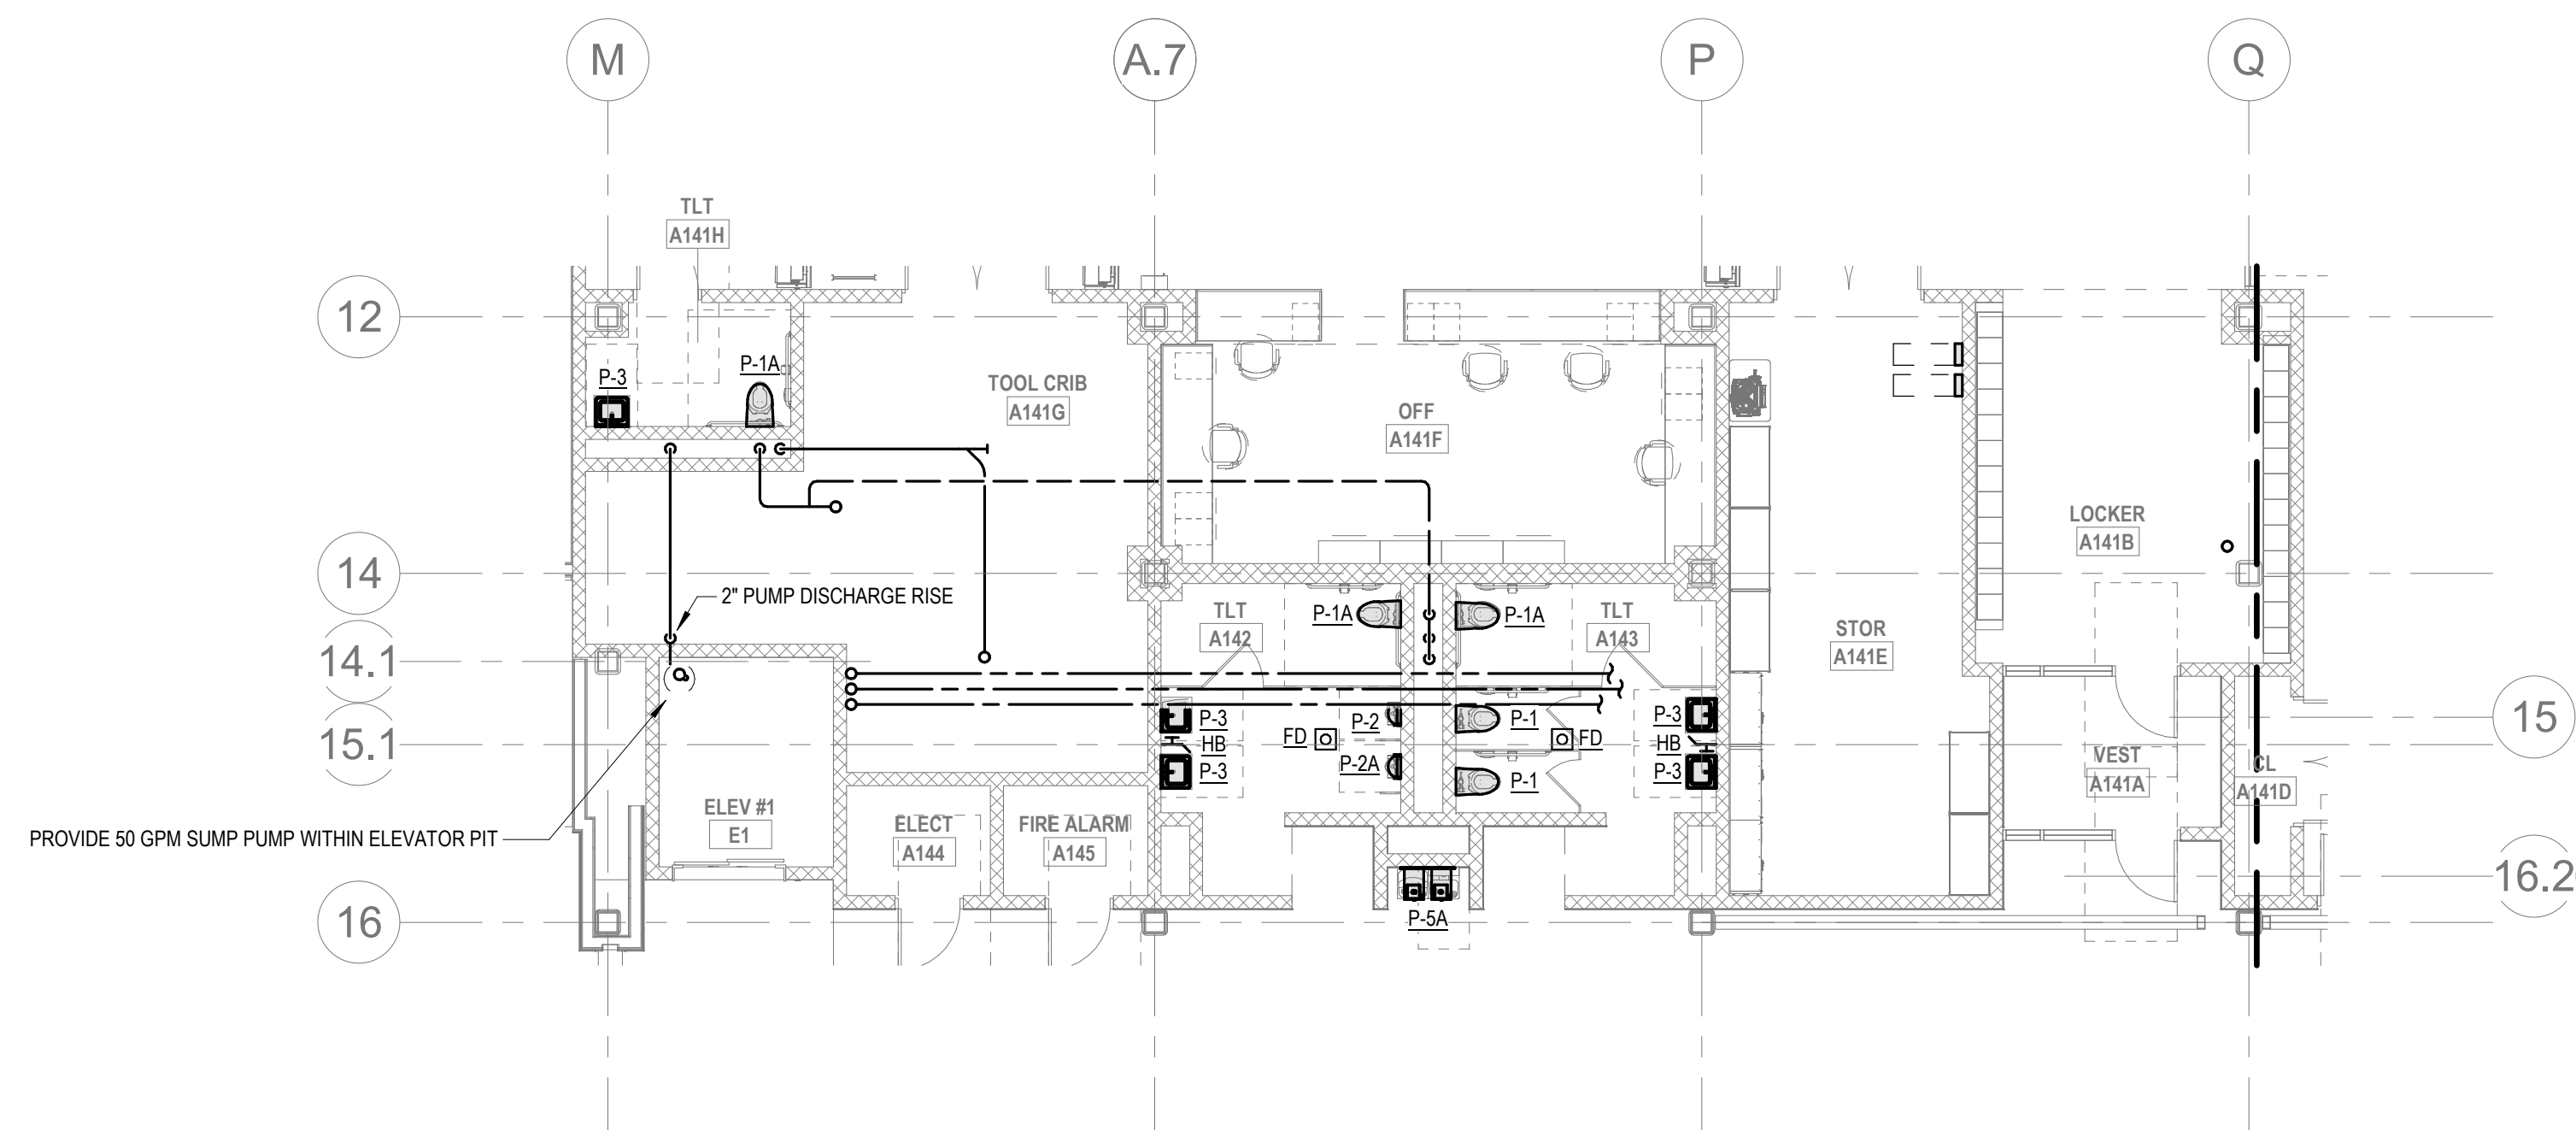 M
A.7
P
Q
TLT
A141H
12
P-3
P-1A
TOOL CRIB
A141G
OFF
A141F
LOCKER
A141B
14
2" PUMP DISCHARGE RISE
TLT
A142
P-1A
P-1A
TLT
A143
STOR
A141E
14.1
15.1
P-3
HB
P-3
FD
P-2
P-2A
P-1
P-1
FD
P-3
HB
P-3
15
VEST
A141A
CL
A141D
ELEV #1
E1
PROVIDE 50 GPM SUMP PUMP WITHIN ELEVATOR PIT
ELECT
A144
FIRE ALARM
A145
16.2
16
P-5A